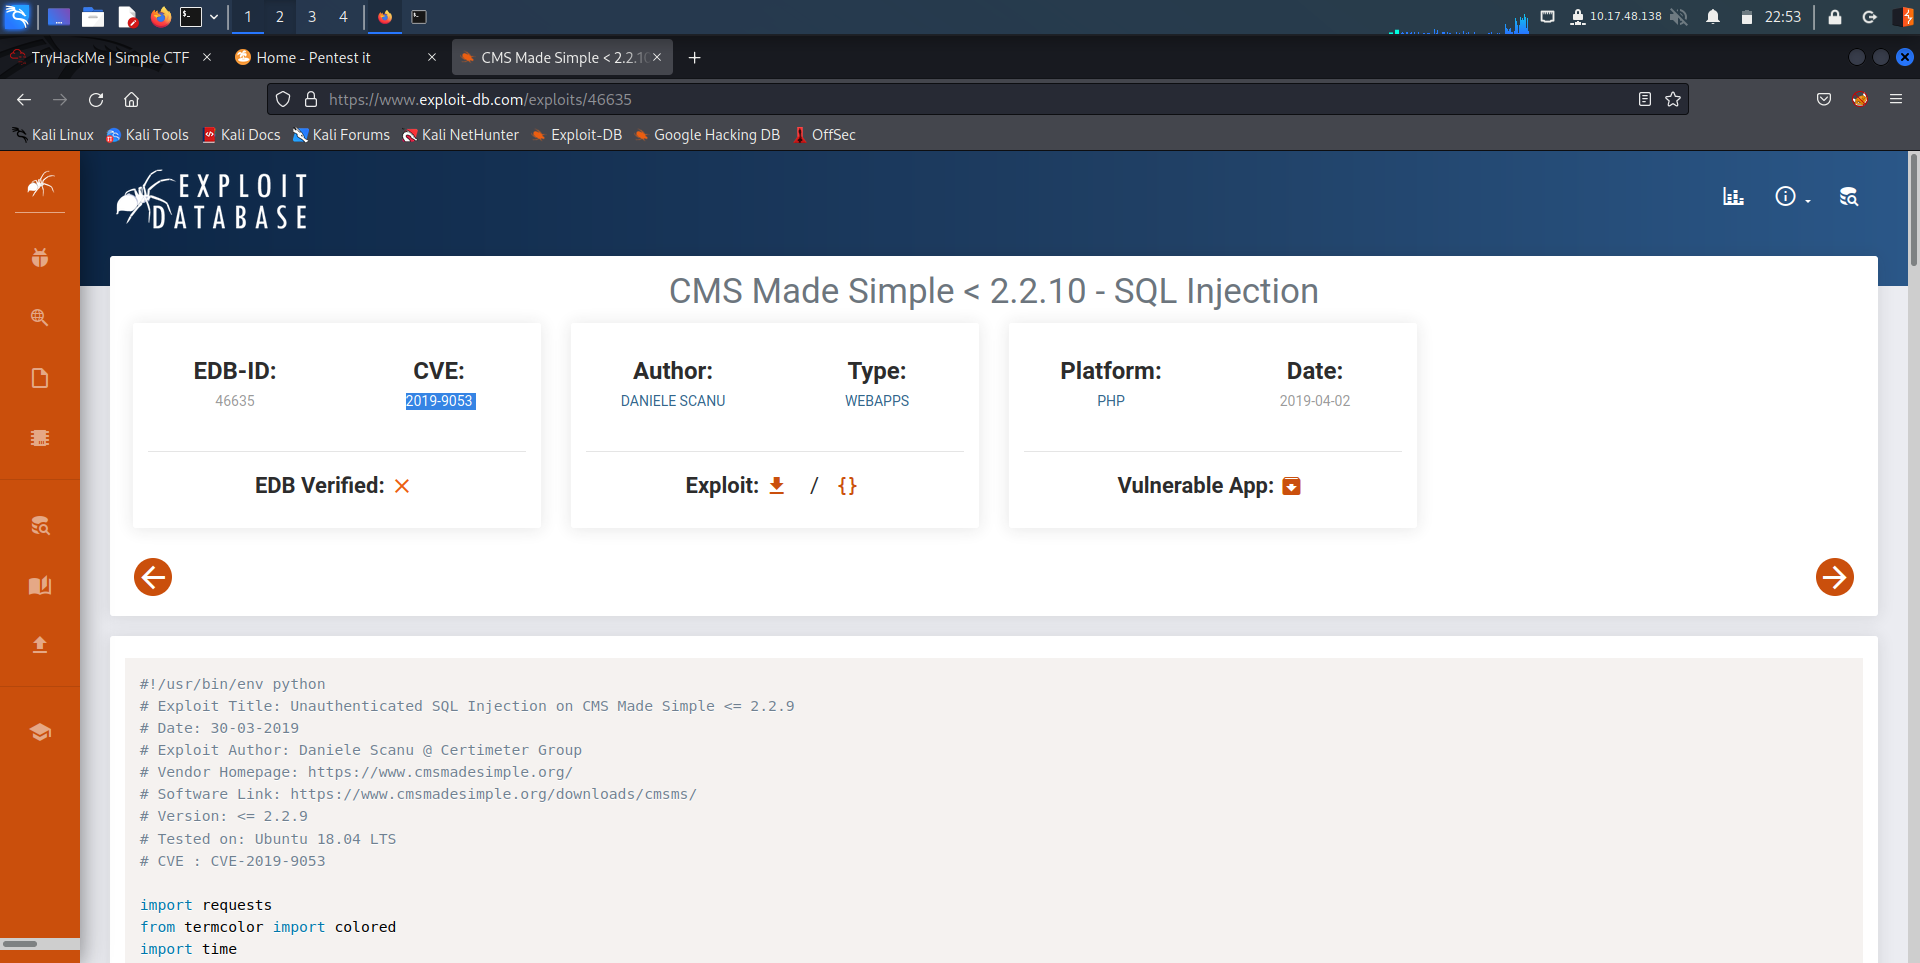 1 2 3 4 10.17.48.138 22:53
TryHackMe | Simple CTF Home - Pentest it CMS Made Simple < 2.2.10
https://www.exploit-db.com/exploits/46635
Kali Linux Kali Tools Kali Docs Kali Forums Kali NetHunter Exploit-DB Google Hacking DB OffSec
EXPLOIT
DATABASE
CMS Made Simple < 2.2.10 - SQL Injection
EDB-ID: CVE: Author: Type: Platform: Date:
46635 2019-9053 DANIELE SCANU WEBAPPS PHP 2019-04-02
EDB Verified: Exploit: / {} Vulnerable App:
#!/usr/bin/env python
# Exploit Title: Unauthenticated SQL Injection on CMS Made Simple <= 2.2.9
# Date: 30-03-2019
# Exploit Author: Daniele Scanu @ Certimeter Group
# Vendor Homepage: https://www.cmsmadesimple.org/
# Software Link: https://www.cmsmadesimple.org/downloads/cmsms/
# Version: <= 2.2.9
# Tested on: Ubuntu 18.04 LTS
# CVE : CVE-2019-9053
import requests
from termcolor import colored
import time